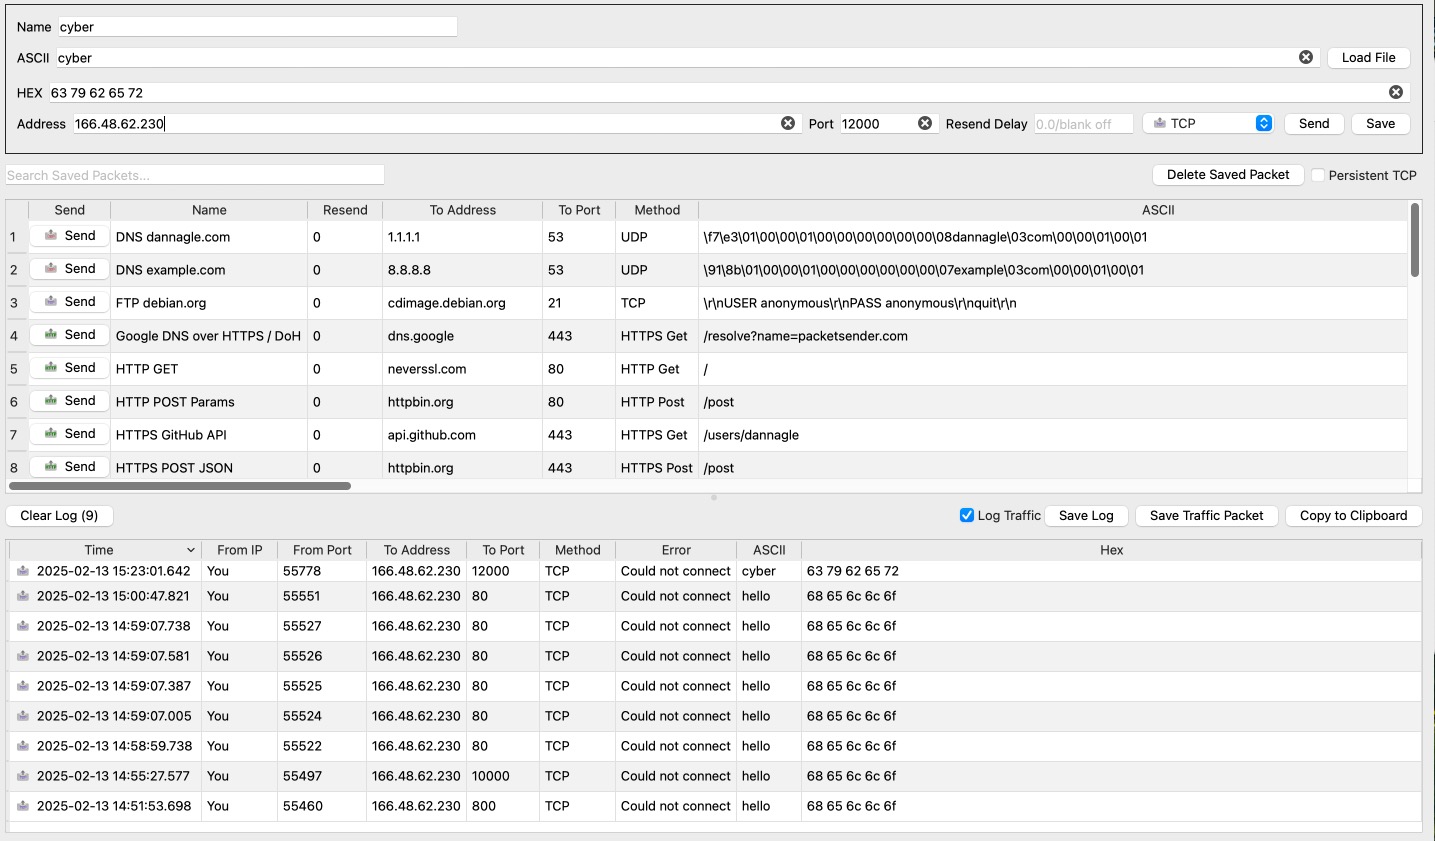 Name cyber
ASCII cyber Load File
HEX 63 79 62 65 72
Address 166.48.62.230 Port 12000 Resend Delay 0.0/blank off TCP Send Save
Search Saved Packets... Delete Saved Packet Persistent TCP
Send Name Resend To Address To Port Method ASCII
1 Send DNS dannagle.com 0 1.1.1.1 53 UDP \f7\e3\01\00\00\01\00\00\00\00\00\00\08dannagle\03com\00\00\01\00\01
2 Send DNS example.com 0 8.8.8.8 53 UDP \91\8b\01\00\00\01\00\00\00\00\00\00\07example\03com\00\00\01\00\01
3 Send FTP debian.org 0 cdimage.debian.org 21 TCP \r\nUSER anonymous\r\nPASS anonymous\r\nquit\r\n
4 Send Google DNS over HTTPS / DoH 0 dns.google 443 HTTPS Get /resolve?name=packetsender.com
5 Send HTTP GET 0 neverssl.com 80 HTTP Get /
6 Send HTTP POST Params 0 httpbin.org 80 HTTP Post /post
7 Send HTTPS GitHub API 0 api.github.com 443 HTTPS Get /users/dannagle
8 Send HTTPS POST JSON 0 httpbin.org 443 HTTPS Post /post
Clear Log (9) Log Traffic Save Log Save Traffic Packet Copy to Clipboard
Time From IP From Port To Address To Port Method Error ASCII Hex
2025-02-13 15:23:01.642 You 55778 166.48.62.230 12000 TCP Could not connect cyber 63 79 62 65 72
2025-02-13 15:00:47.821 You 55551 166.48.62.230 80 TCP Could not connect hello 68 65 6c 6c 6f
2025-02-13 14:59:07.738 You 55527 166.48.62.230 80 TCP Could not connect hello 68 65 6c 6c 6f
2025-02-13 14:59:07.581 You 55526 166.48.62.230 80 TCP Could not connect hello 68 65 6c 6c 6f
2025-02-13 14:59:07.387 You 55525 166.48.62.230 80 TCP Could not connect hello 68 65 6c 6c 6f
2025-02-13 14:59:07.005 You 55524 166.48.62.230 80 TCP Could not connect hello 68 65 6c 6c 6f
2025-02-13 14:58:59.738 You 55522 166.48.62.230 80 TCP Could not connect hello 68 65 6c 6c 6f
2025-02-13 14:55:27.577 You 55497 166.48.62.230 10000 TCP Could not connect hello 68 65 6c 6c 6f
2025-02-13 14:51:53.698 You 55460 166.48.62.230 800 TCP Could not connect hello 68 65 6c 6c 6f